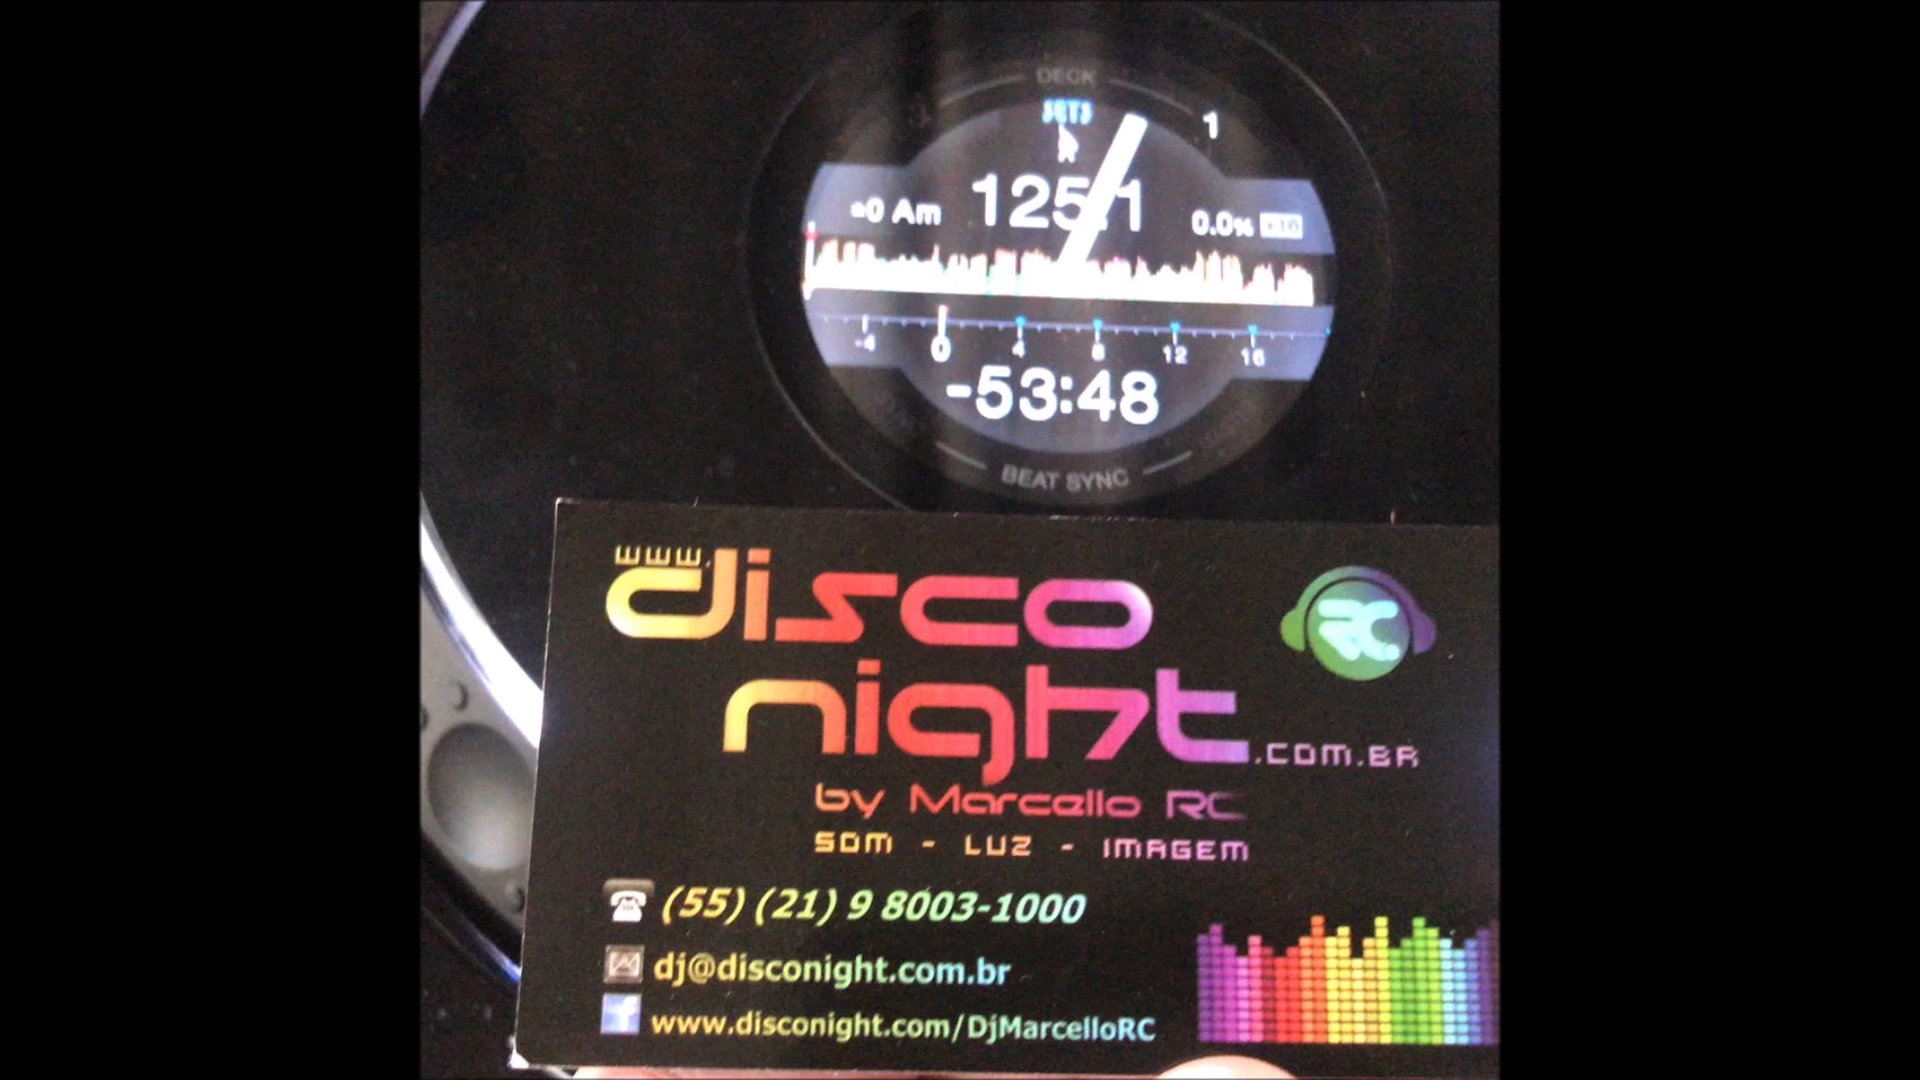 DECK
SETS
1
125.1
±0 Am
0.0%
-4 0 4 8 12 16
-53:48
BEAT SYNC
www.
disco
night.COM.BR
by Marcello RC
SOM - LUZ - IMAGEM
RC
(55) (21) 9 8003-1000
dj@disconight.com.br
f
www.disconight.com/DjMarcelloRC